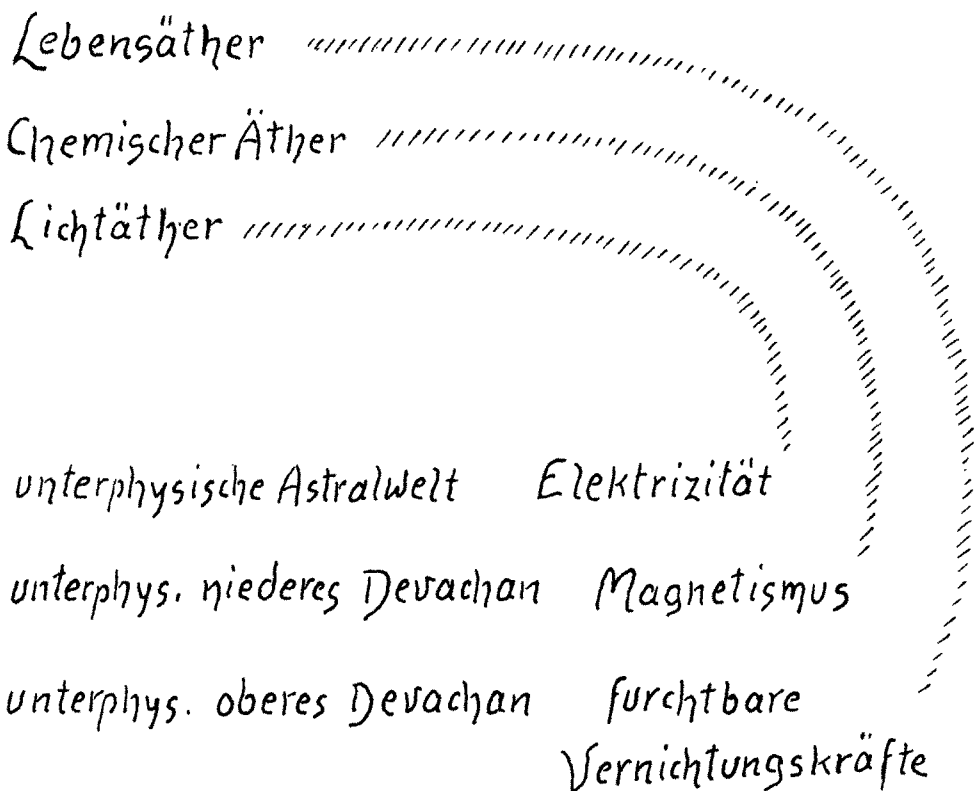 Lebensäther
Chemischer Äther
Lichtäther
unterphysische Astralwelt Elektrizität
unterphys. niederes Devachan Magnetismus
unterphys. oberes Devachan furchtbare
Vernichtungskräfte